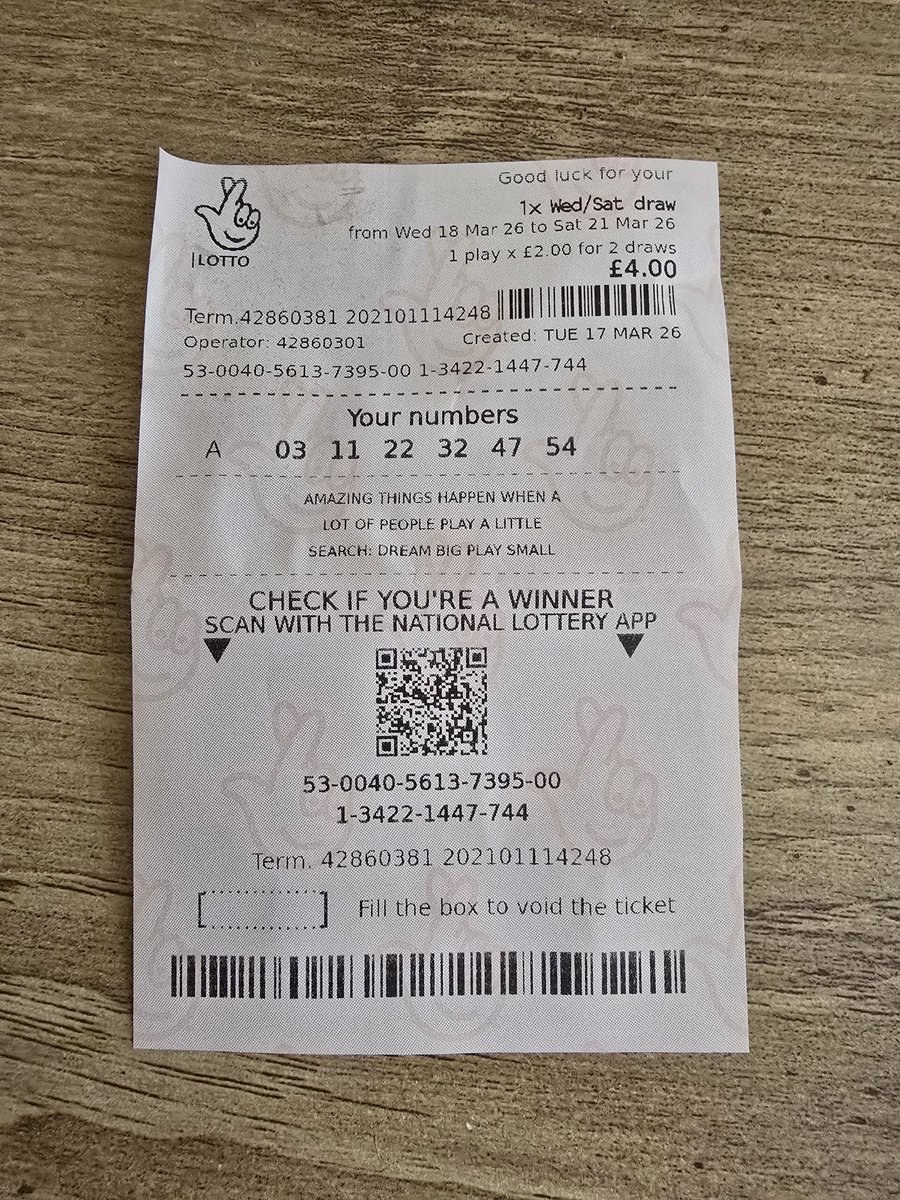 Good luck for your
1x Wed/Sat draw
from Wed 18 Mar 26 to Sat 21 Mar 26
1 play x £2.00 for 2 draws
£4.00
LOTTO
Term.42860381 202101114248
Operator: 42860301 Created: TUE 17 MAR 26
53-0040-5613-7395-00 1-3422-1447-744
Your numbers
A 03 11 22 32 47 54
AMAZING THINGS HAPPEN WHEN A
LOT OF PEOPLE PLAY A LITTLE
SEARCH: DREAM BIG PLAY SMALL
CHECK IF YOU'RE A WINNER
SCAN WITH THE NATIONAL LOTTERY APP
53-0040-5613-7395-00
1-3422-1447-744
Term. 42860381 202101114248
Fill the box to void the ticket